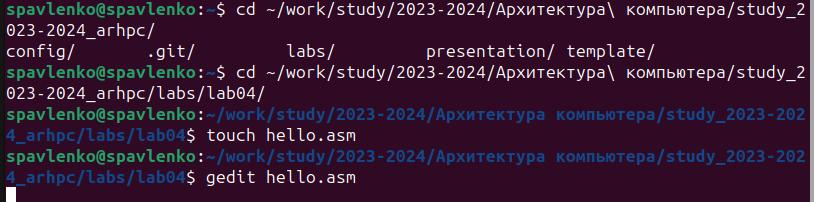 spavlenko@spavlenko:~$ cd ~/work/study/2023-2024/Архитектура\ компьютера/study_2
023-2024_arhpc/
config/       .git/         labs/         presentation/ template/
spavlenko@spavlenko:~$ cd ~/work/study/2023-2024/Архитектура\ компьютера/study_2
023-2024_arhpc/labs/lab04/
spavlenko@spavlenko:~/work/study/2023-2024/Архитектура компьютера/study_2023-202
4_arhpc/labs/lab04$ touch hello.asm
spavlenko@spavlenko:~/work/study/2023-2024/Архитектура компьютера/study_2023-202
4_arhpc/labs/lab04$ gedit hello.asm